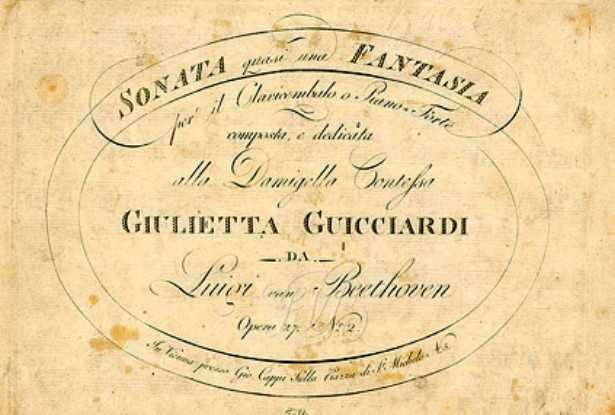 SONATA quasi una FANTASIA
per il Clavicembalo o Piano-Forte
composta, e dedicata
alla Damigella Contessa
GIULIETTA GUICCIARDI
DA
Luigi van Beethoven
Opera 27. No. 2.
In Vienna presso Gio. Cappi Sulla Piazza di St. Michele No. 5.